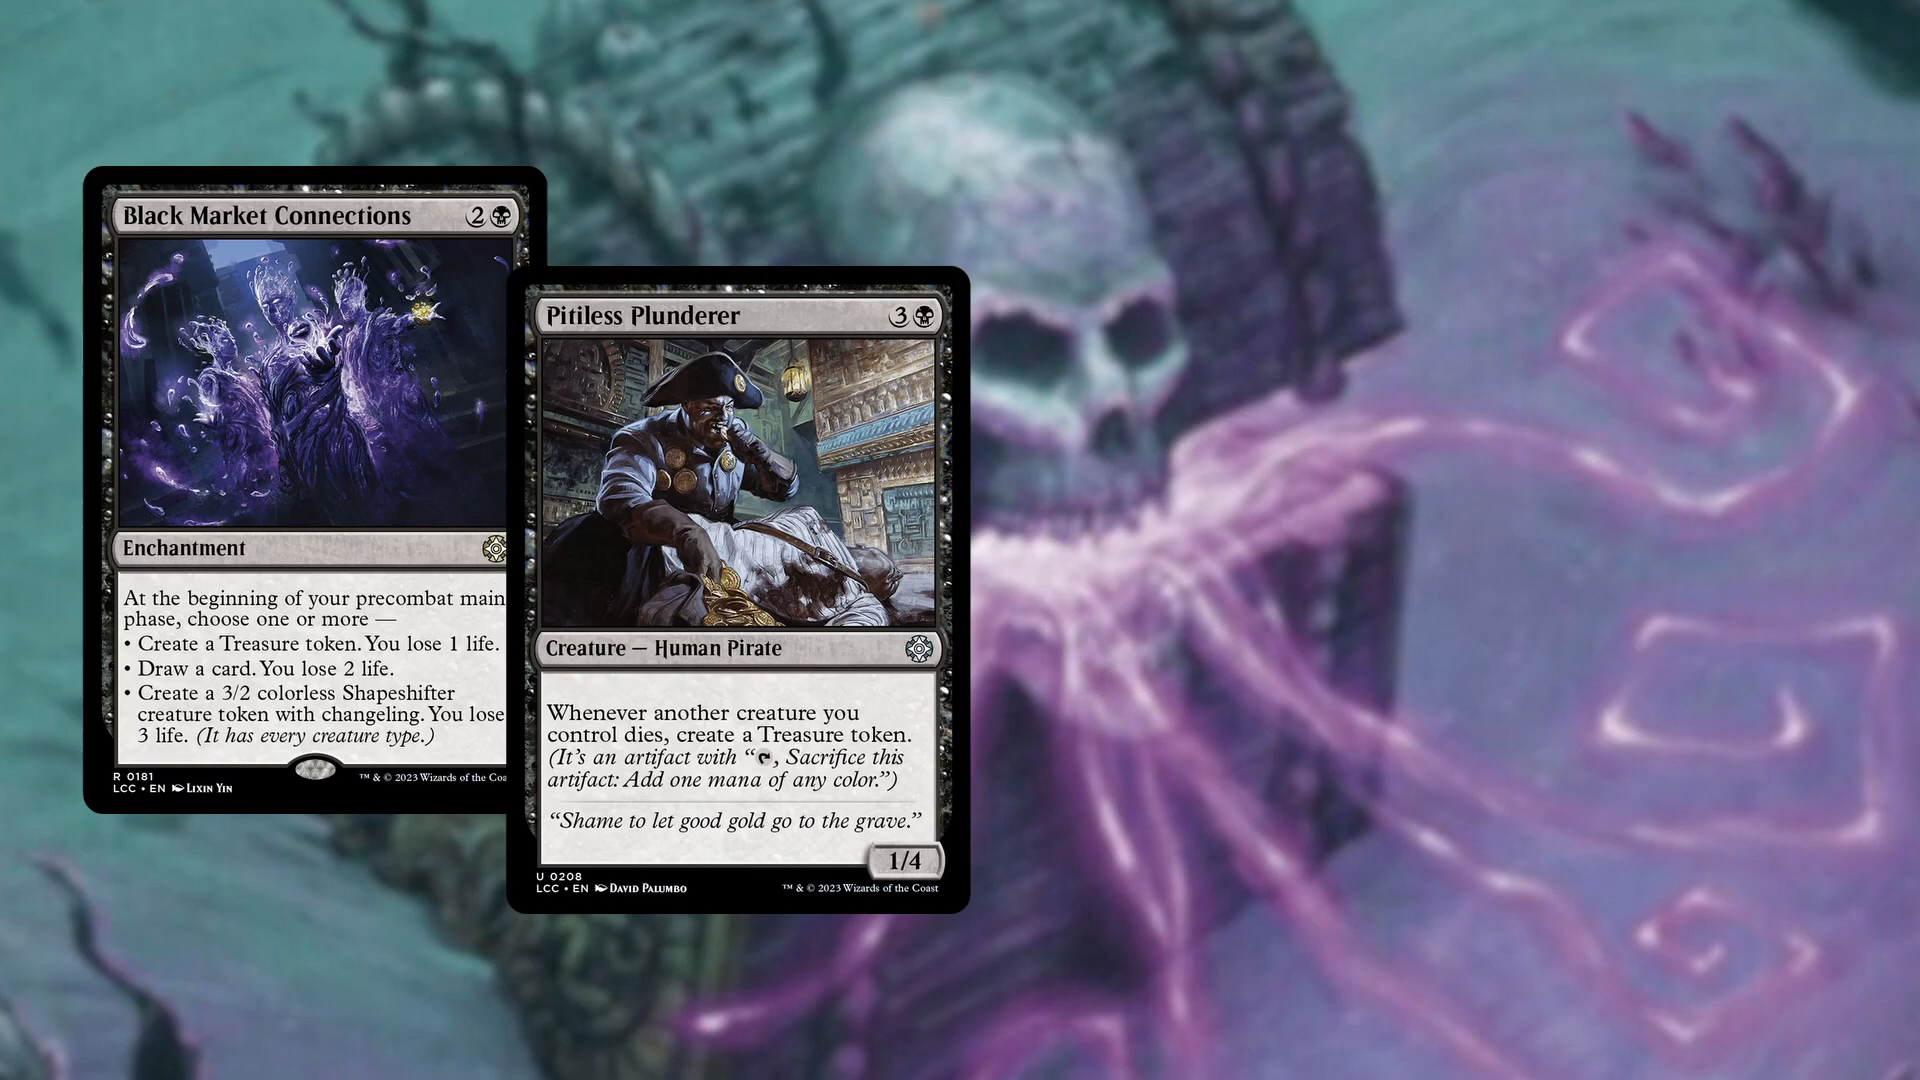 Black Market Connections 2
Enchantment
At the beginning of your precombat main
phase, choose one or more —
• Create a Treasure token. You lose 1 life.
• Draw a card. You lose 2 life.
• Create a 3/2 colorless Shapeshifter
creature token with changeling. You lose
3 life. (It has every creature type.)
R 0181
LCC • EN Lixin Yin
™ & © 2023 Wizards of the Coa
Pitiless Plunderer 3
Creature — Human Pirate
Whenever another creature you
control dies, create a Treasure token.
(It's an artifact with “, Sacrifice this
artifact: Add one mana of any color.”)
“Shame to let good gold go to the grave.”
1/4
U 0208
LCC • EN David Palumbo
™ & © 2023 Wizards of the Coast